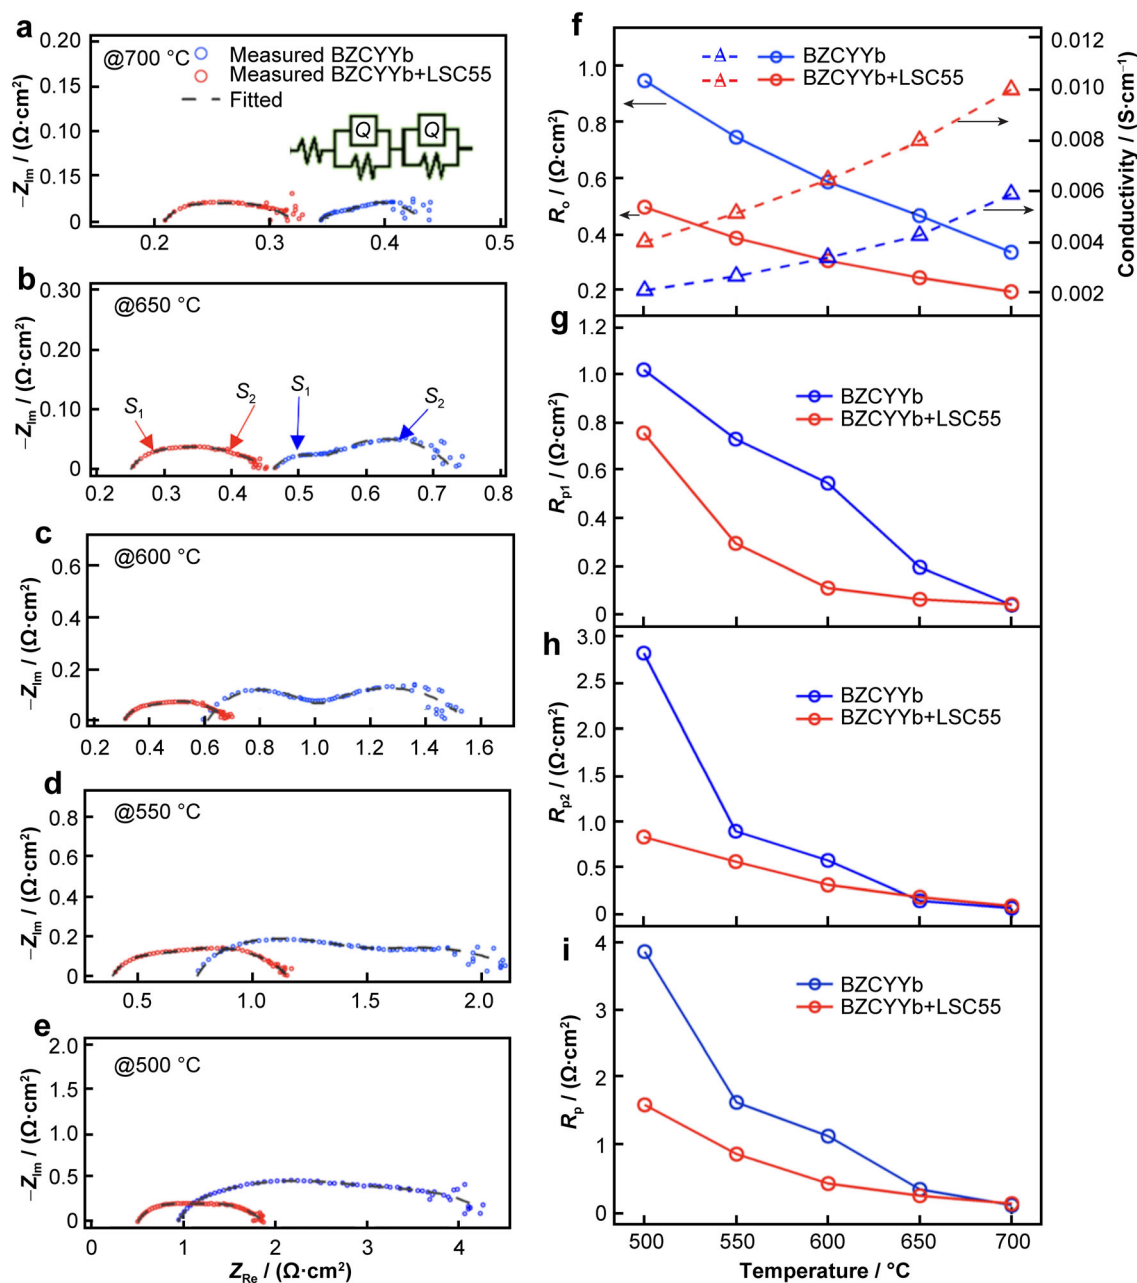 a
@700 °C
Measured BZCYYb
Measured BZCYYb+LSC55
Fitted
Q
Q
−Z_Im / (Ω·cm²)
0.20
0.15
0.10
0.15
0
0.2
0.3
0.4
0.5
b
@650 °C
S₁
S₂
S₁
S₂
−Z_Im / (Ω·cm²)
0.30
0.20
0.10
0
0.2
0.3
0.4
0.5
0.6
0.7
0.8
c
@600 °C
−Z_Im / (Ω·cm²)
0.6
0.4
0.2
0
0.2
0.4
0.6
0.8
1.0
1.2
1.4
1.6
d
@550 °C
−Z_Im / (Ω·cm²)
0.8
0.6
0.4
0.2
0
0.5
1.0
1.5
2.0
e
@500 °C
−Z_Im / (Ω·cm²)
2.0
1.5
1.0
0.5
0
0
1
2
3
4
Z_Re / (Ω·cm²)
f
BZCYYb
BZCYYb+LSC55
R_o / (Ω·cm²)
1.0
0.8
0.6
0.4
0.2
0.012
0.010
0.008
0.006
0.004
0.002
Conductivity / (S·cm⁻¹)
g
BZCYYb
BZCYYb+LSC55
R_p1 / (Ω·cm²)
1.2
1.0
0.8
0.6
0.4
0.2
0
h
BZCYYb
BZCYYb+LSC55
R_p2 / (Ω·cm²)
3.0
2.5
2.0
1.5
1.0
0.5
0
i
BZCYYb
BZCYYb+LSC55
R_p / (Ω·cm²)
4
3
2
1
0
500
550
600
650
700
Temperature / °C